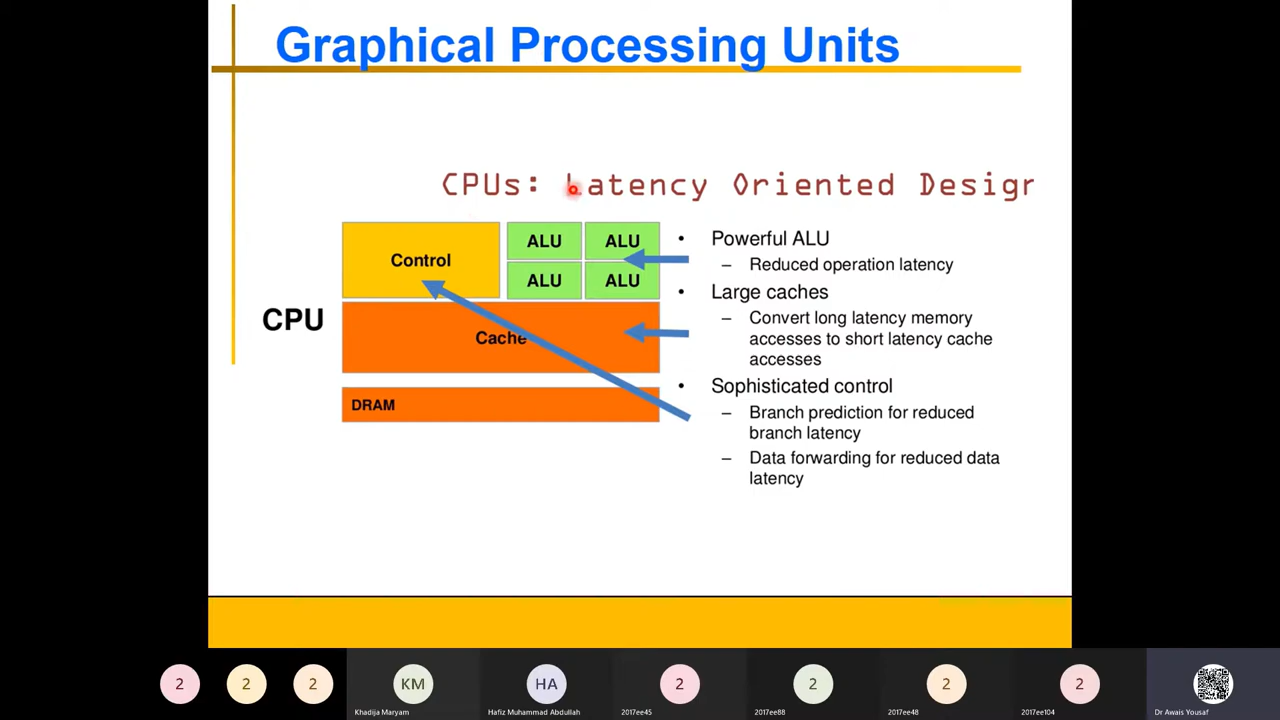 Graphical Processing Units
CPUs: Latency Oriented Desigr
Control
ALU ALU
ALU ALU
CPU
Cache
DRAM
• Powerful ALU
– Reduced operation latency
• Large caches
– Convert long latency memory
accesses to short latency cache
accesses
• Sophisticated control
– Branch prediction for reduced
branch latency
– Data forwarding for reduced data
latency
2 2 2 KM HA 2 2 2 2
Khadija Maryam Hafiz Muhammad Abdullah 2017ee45 2017ee88 2017ee48 2017ee104 Dr Awais Yousaf